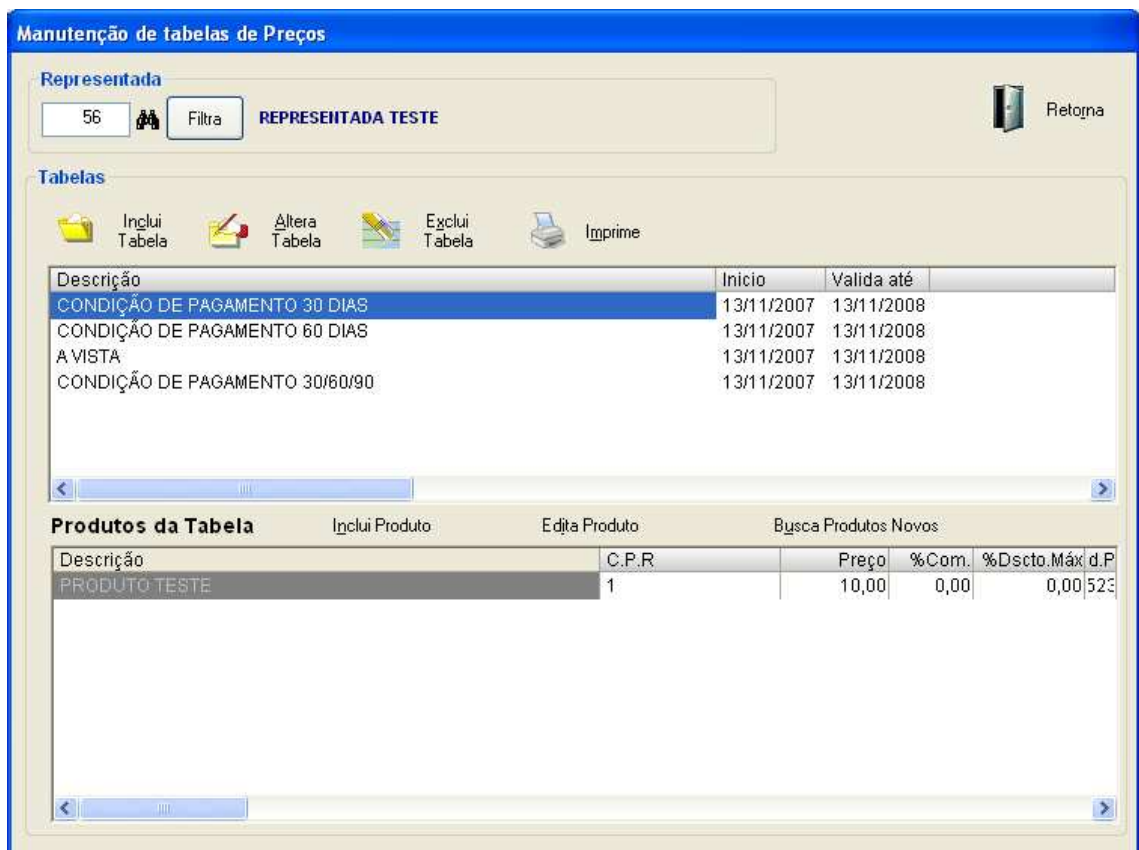 Manutenção de tabelas de Preços
Representada
56 Filtra REPRESENTADA TESTE
Retorna
Tabelas
Inclui Tabela
Altera Tabela
Exclui Tabela
Imprime
Descrição Inicio Valida até
CONDIÇÃO DE PAGAMENTO 30 DIAS 13/11/2007 13/11/2008
CONDIÇÃO DE PAGAMENTO 60 DIAS 13/11/2007 13/11/2008
A VISTA 13/11/2007 13/11/2008
CONDIÇÃO DE PAGAMENTO 30/60/90 13/11/2007 13/11/2008
Produtos da Tabela Inclui Produto Edita Produto Busca Produtos Novos
Descrição C.P.R Preço %Com. %Dscto.Máx d.P
PRODUTO TESTE 1 10,00 0,00 0,00 523